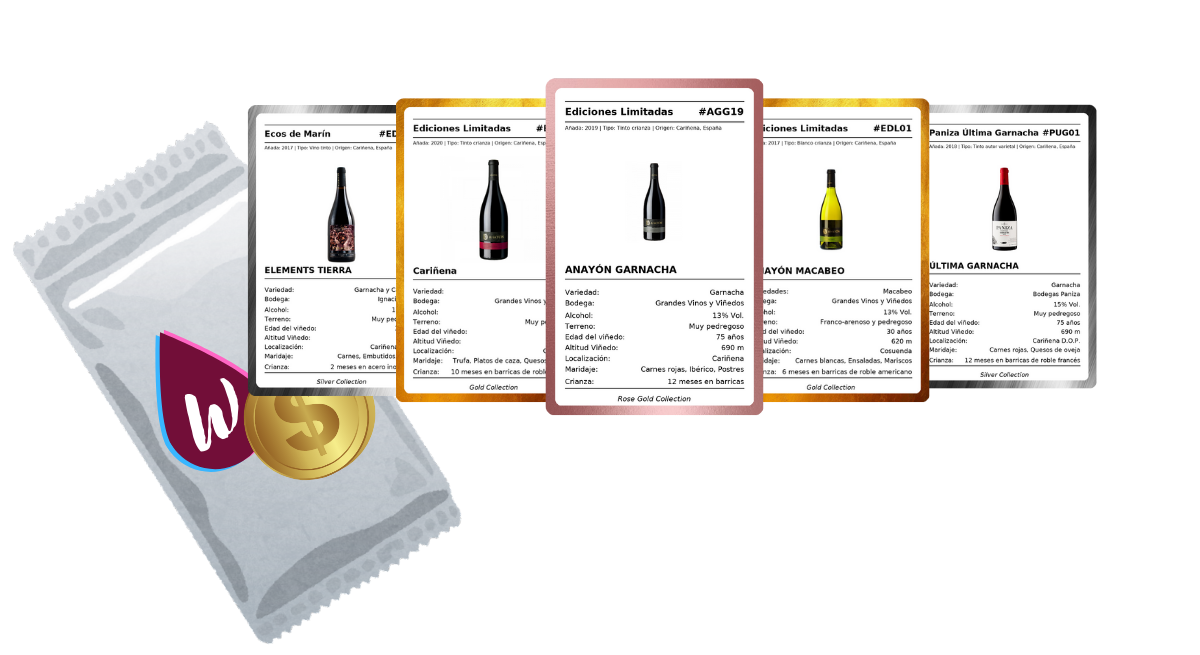 Ecos de Marín #ED
Añada: 2017 | Tipo: Vino tinto | Origen: Cariñena, España
ELEMENTS TIERRA
Variedad: Garnacha y C
Bodega: Ignaci
Alcohol: 1
Terreno: Muy ped
Edad del viñedo:
Altitud Viñedo:
Localización: Cariñena
Maridaje: Carnes, Embutidos
Crianza: 2 meses en acero ino
Silver Collection
Ediciones Limitadas
Añada: 2020 | Tipo: Tinto crianza | Origen: Cariñena, Esp
Cariñena
Variedad:
Bodega: Grandes Vinos y
Alcohol:
Terreno: Muy p
Edad del viñedo:
Altitud Viñedo:
Localización: C
Maridaje: Trufa, Platos de caza, Quesos
Crianza: 10 meses en barricas de roble
Gold Collection
Ediciones Limitadas #AGG19
Añada: 2019 | Tipo: Tinto crianza | Origen: Cariñena, España
ANAYÓN GARNACHA
Variedad: Garnacha
Bodega: Grandes Vinos y Viñedos
Alcohol: 13% Vol.
Terreno: Muy pedregoso
Edad del viñedo: 75 años
Altitud Viñedo: 690 m
Localización: Cariñena
Maridaje: Carnes rojas, Ibérico, Postres
Crianza: 12 meses en barricas
Rose Gold Collection
iciones Limitadas #EDL01
2017 | Tipo: Blanco crianza | Origen: Cariñena, España
AYÓN MACABEO
edades: Macabeo
ega: Grandes Vinos y Viñedos
hol: 13% Vol.
eno: Franco-arenoso y pedregoso
d del viñedo: 30 años
ud Viñedo: 620 m
alización: Cosuenda
daje: Carnes blancas, Ensaladas, Mariscos
nza: 6 meses en barricas de roble americano
Gold Collection
Paniza Última Garnacha #PUG01
Añada: 2018 | Tipo: Tinto autor varietal | Origen: Cariñena, España
PANIZA
ÚLTIMA GARNACHA
Variedad: Garnacha
Bodega: Bodegas Paniza
Alcohol: 15% Vol.
Terreno: Muy pedregoso
Edad del viñedo: 75 años
Altitud Viñedo: 690 m
Localización: Cariñena D.O.P.
Maridaje: Carnes rojas, Quesos de oveja
Crianza: 12 meses en barricas de roble francés
Silver Collection
W
$